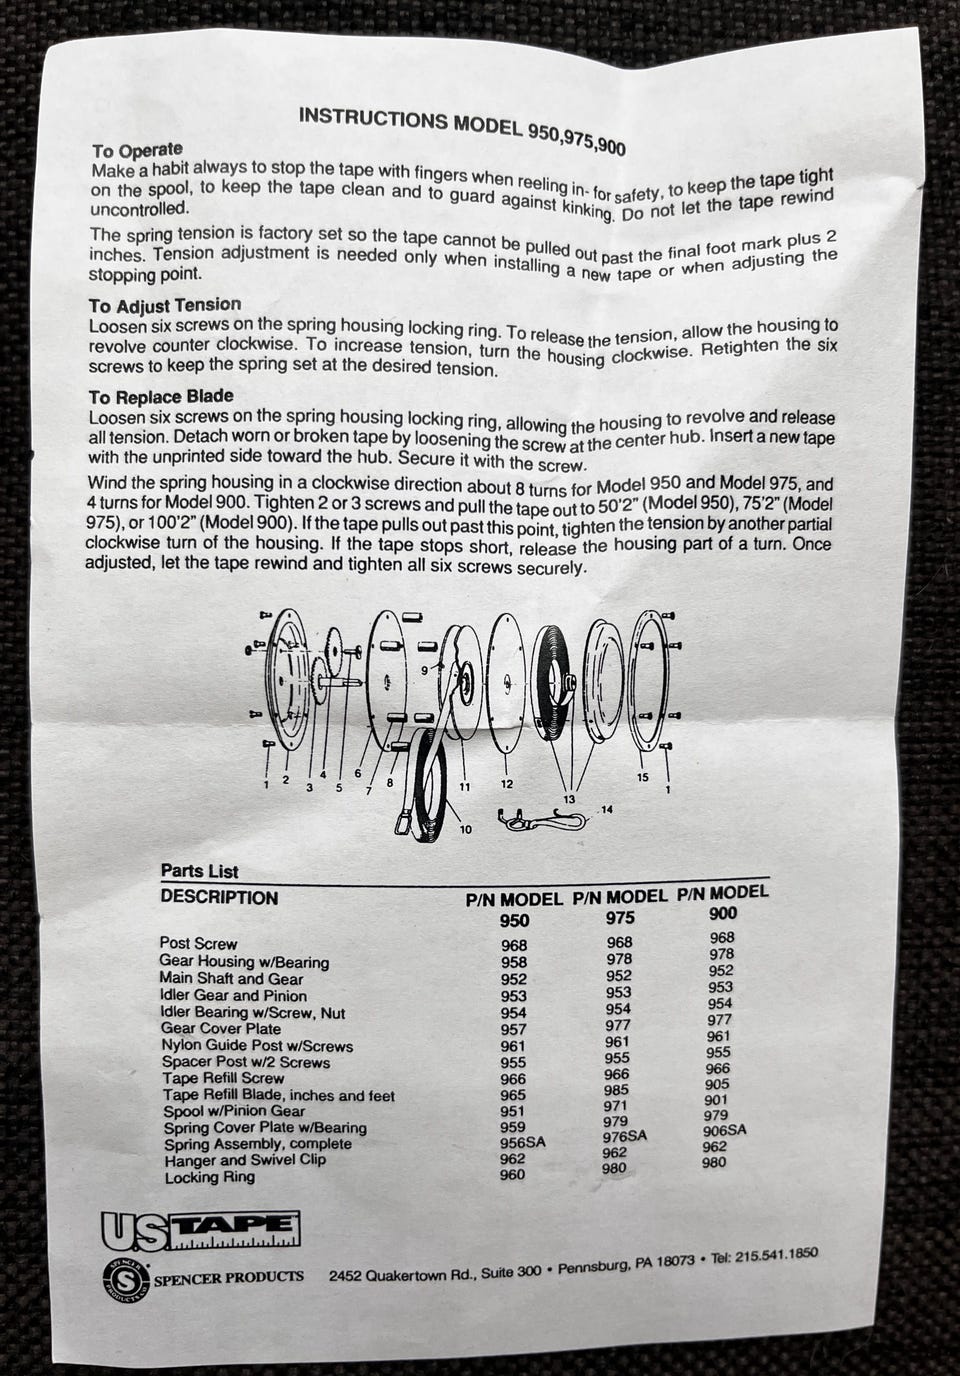 INSTRUCTIONS MODEL 950,975,900
To Operate
Make a habit always to stop the tape with fingers when reeling in- for safety, to keep the tape tight
on the spool, to keep the tape clean and to guard against kinking. Do not let the tape rewind
uncontrolled.
The spring tension is factory set so the tape cannot be pulled out past the final foot mark plus 2
inches. Tension adjustment is needed only when installing a new tape or when adjusting the
stopping point.
To Adjust Tension
Loosen six screws on the spring housing locking ring. To release the tension, allow the housing to
revolve counter clockwise. To increase tension, turn the housing clockwise. Retighten the six
screws to keep the spring set at the desired tension.
To Replace Blade
Loosen six screws on the spring housing locking ring, allowing the housing to revolve and release
all tension. Detach worn or broken tape by loosening the screw at the center hub. Insert a new tape
with the unprinted side toward the hub. Secure it with the screw.
Wind the spring housing in a clockwise direction about 8 turns for Model 950 and Model 975, and
4 turns for Model 900. Tighten 2 or 3 screws and pull the tape out to 50'2" (Model 950), 75'2" (Model
975), or 100'2" (Model 900). If the tape pulls out past this point, tighten the tension by another partial
clockwise turn of the housing. If the tape stops short, release the housing part of a turn. Once
adjusted, let the tape rewind and tighten all six screws securely.
1 2 3 4 5 6 7 8 9 10 11 12 13 14 15 1
Parts List
DESCRIPTION P/N MODEL 950 P/N MODEL 975 P/N MODEL 900
Post Screw 968 968 968
Gear Housing w/Bearing 958 978 978
Main Shaft and Gear 952 952 952
Idler Gear and Pinion 953 953 953
Idler Bearing w/Screw, Nut 954 954 954
Gear Cover Plate 957 977 977
Nylon Guide Post w/Screws 961 961 961
Spacer Post w/2 Screws 955 955 955
Tape Refill Screw 966 966 966
Tape Refill Blade, inches and feet 965 985 905
Spool w/Pinion Gear 951 971 901
Spring Cover Plate w/Bearing 959 979 979
Spring Assembly, complete 956SA 976SA 906SA
Hanger and Swivel Clip 962 962 962
Locking Ring 960 980 980
U.S. TAPE
SPENCER PRODUCTS CO.
S
SPENCER PRODUCTS 2452 Quakertown Rd., Suite 300 • Pennsburg, PA 18073 • Tel: 215.541.1850